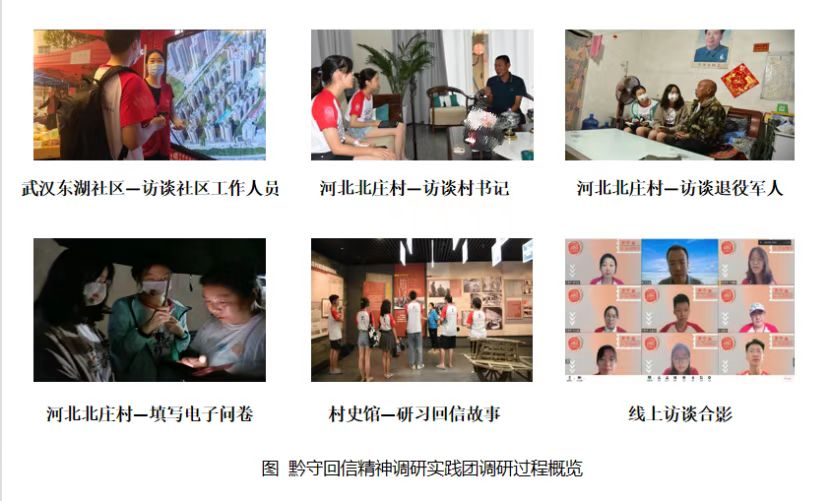 武汉东湖社区—访谈社区工作人员
河北北庄村—访谈村书记
河北北庄村—访谈退役军人
河北北庄村—填写电子问卷
村史馆—研习回信故事
线上访谈合影
图 黔守回信精神调研实践团调研过程概览